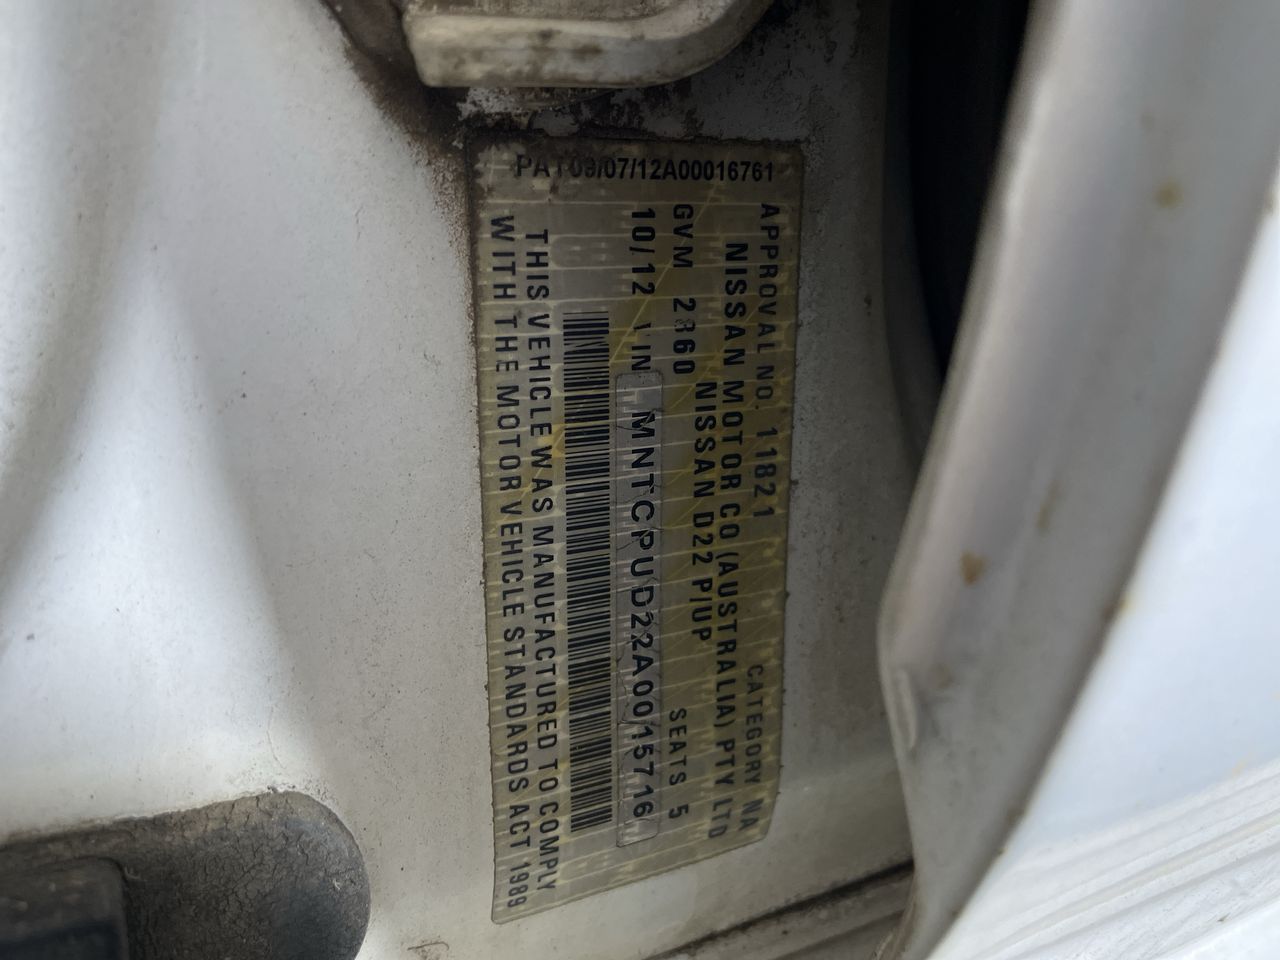 PAT09/07/12A00016761
APPROVAL NO. 11821 CATEGORY NA
NISSAN MOTOR CO (AUSTRALIA) PTY LTD
NISSAN D22 P/UP
GVM 2860 SEATS 5
10/12 VIN MNTCPUD22A0015716
THIS VEHICLE WAS MANUFACTURED TO COMPLY
WITH THE MOTOR VEHICLE STANDARDS ACT 1989